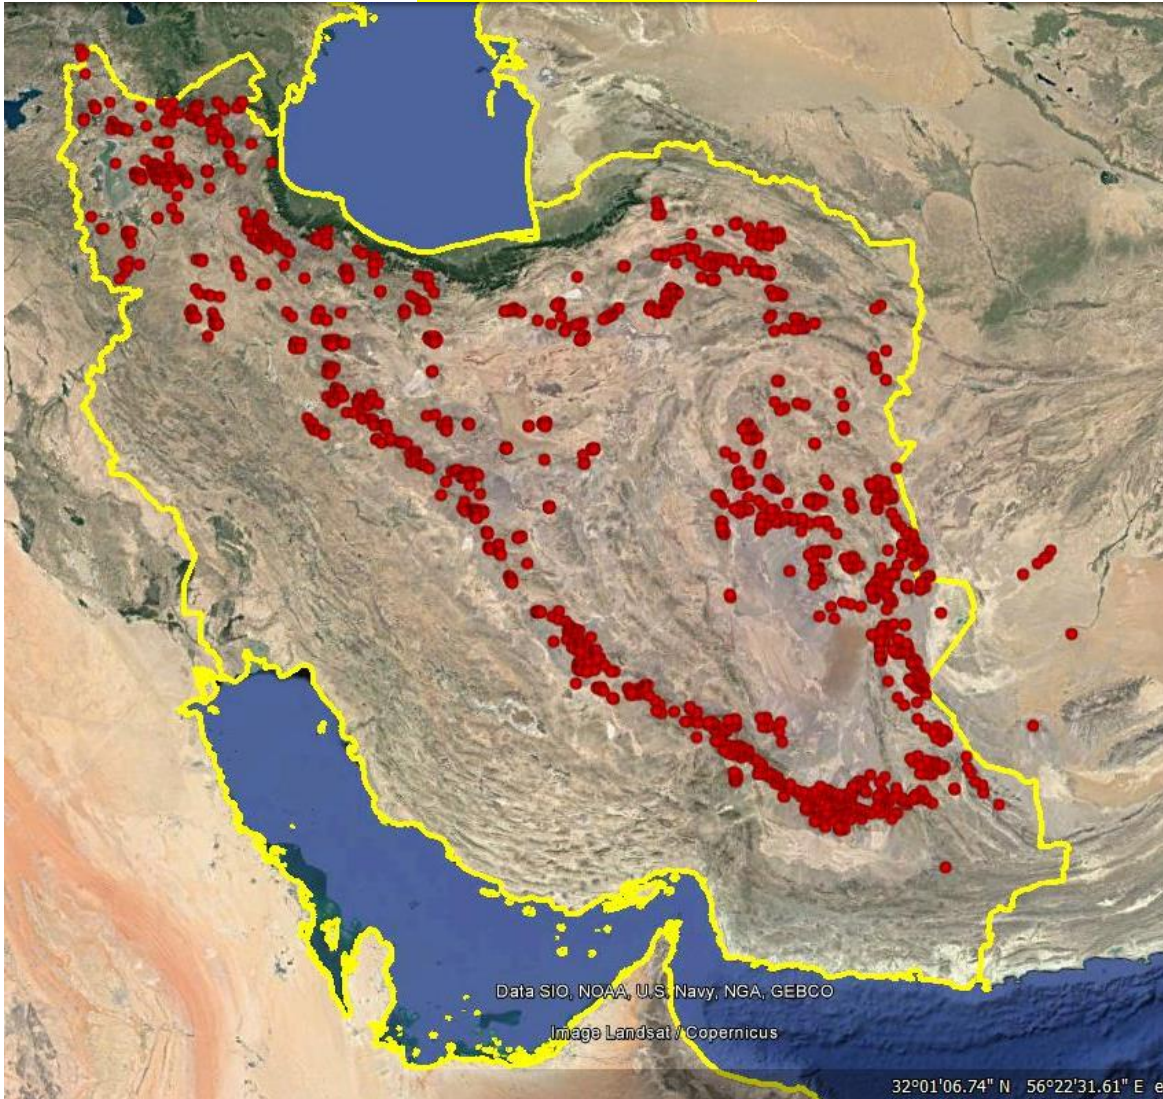 Data SIO, NOAA, U.S. Navy, NGA, GEBCO
Image Landsat / Copernicus
32°01'06.74" N 56°22'31.61" E e